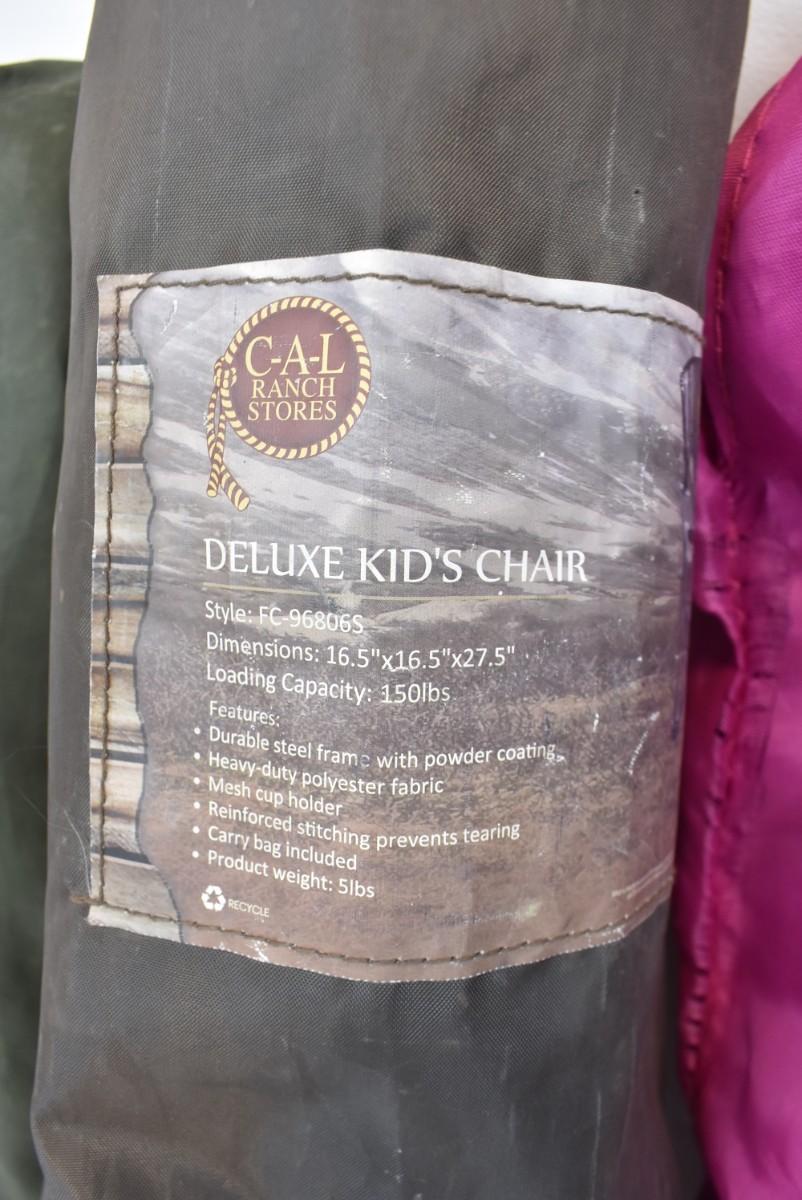 C-A-L
RANCH
STORES
DELUXE KID'S CHAIR
Style: FC-96806S
Dimensions: 16.5"x16.5"x27.5"
Loading Capacity: 150lbs
Features:
• Durable steel frame with powder coating
• Heavy-duty polyester fabric
• Mesh cup holder
• Reinforced stitching prevents tearing
• Carry bag included
• Product weight: 5lbs
RECYCLE